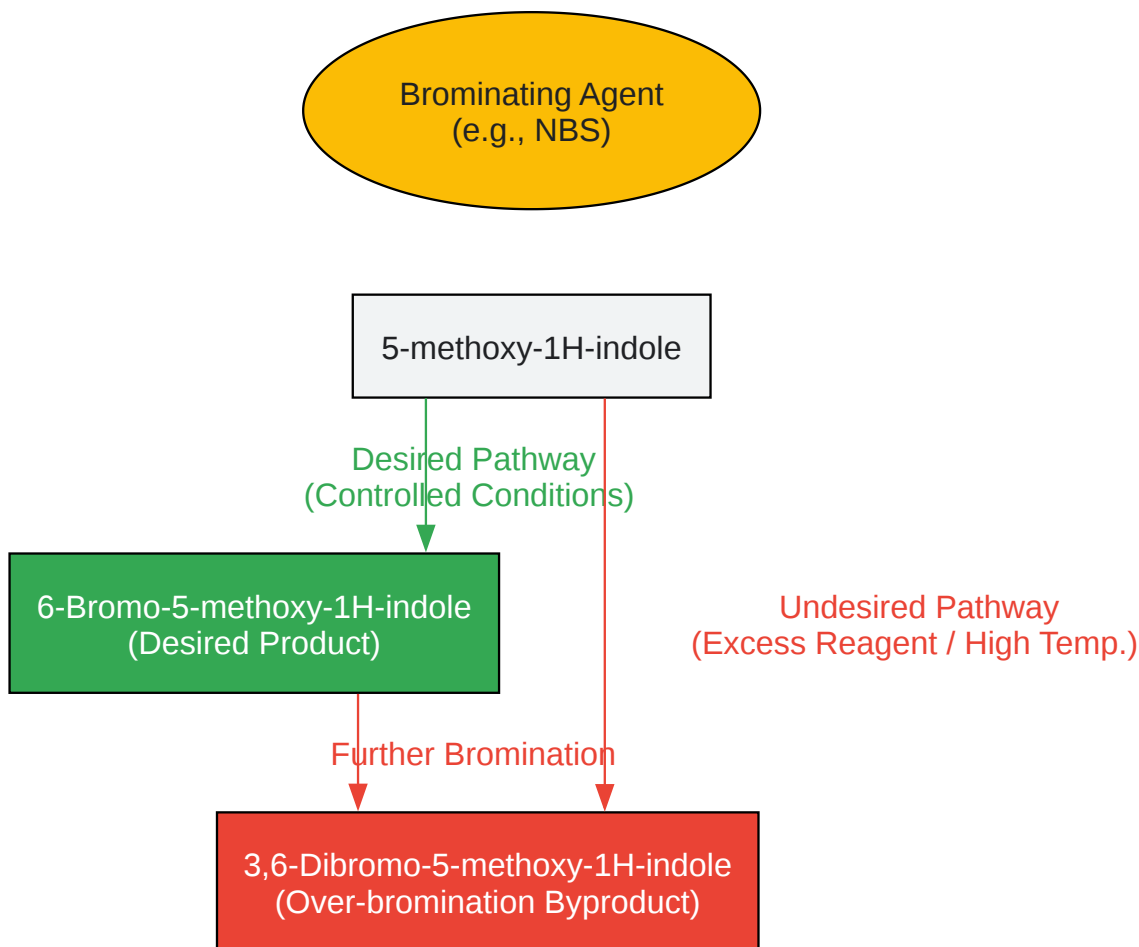 Brominating Agent
(e.g., NBS)
5-methoxy-1H-indole
Desired Pathway
(Controlled Conditions)
6-Bromo-5-methoxy-1H-indole
(Desired Product)
Undesired Pathway
(Excess Reagent / High Temp.)
Further Bromination
3,6-Dibromo-5-methoxy-1H-indole
(Over-bromination Byproduct)